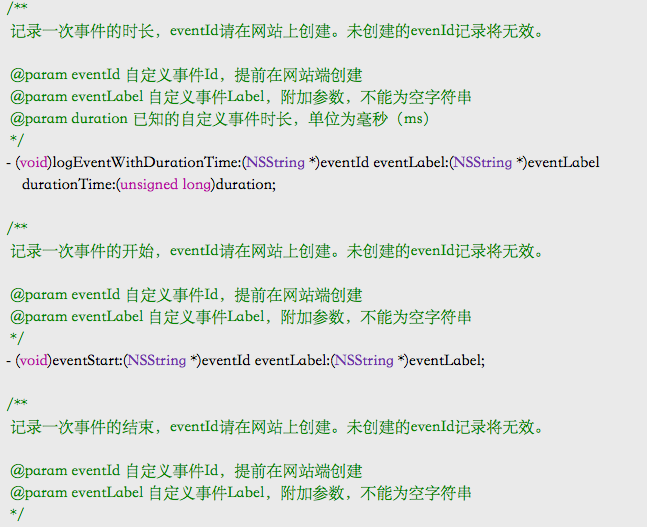 /**
记录一次事件的时长，eventId请在网站上创建。未创建的evenId记录将无效。
@param eventId 自定义事件Id，提前在网站端创建
@param eventLabel 自定义事件Label，附加参数，不能为空字符串
@param duration 已知的自定义事件时长，单位为毫秒（ms）
*/
- (void)logEventWithDurationTime:(NSString *)eventId eventLabel:(NSString *)eventLabel
durationTime:(unsigned long)duration;
/**
记录一次事件的开始，eventId请在网站上创建。未创建的evenId记录将无效。
@param eventId 自定义事件Id，提前在网站端创建
@param eventLabel 自定义事件Label，附加参数，不能为空字符串
*/
- (void)eventStart:(NSString *)eventId eventLabel:(NSString *)eventLabel;
/**
记录一次事件的结束，eventId请在网站上创建。未创建的evenId记录将无效。
@param eventId 自定义事件Id，提前在网站端创建
@param eventLabel 自定义事件Label，附加参数，不能为空字符串
*/